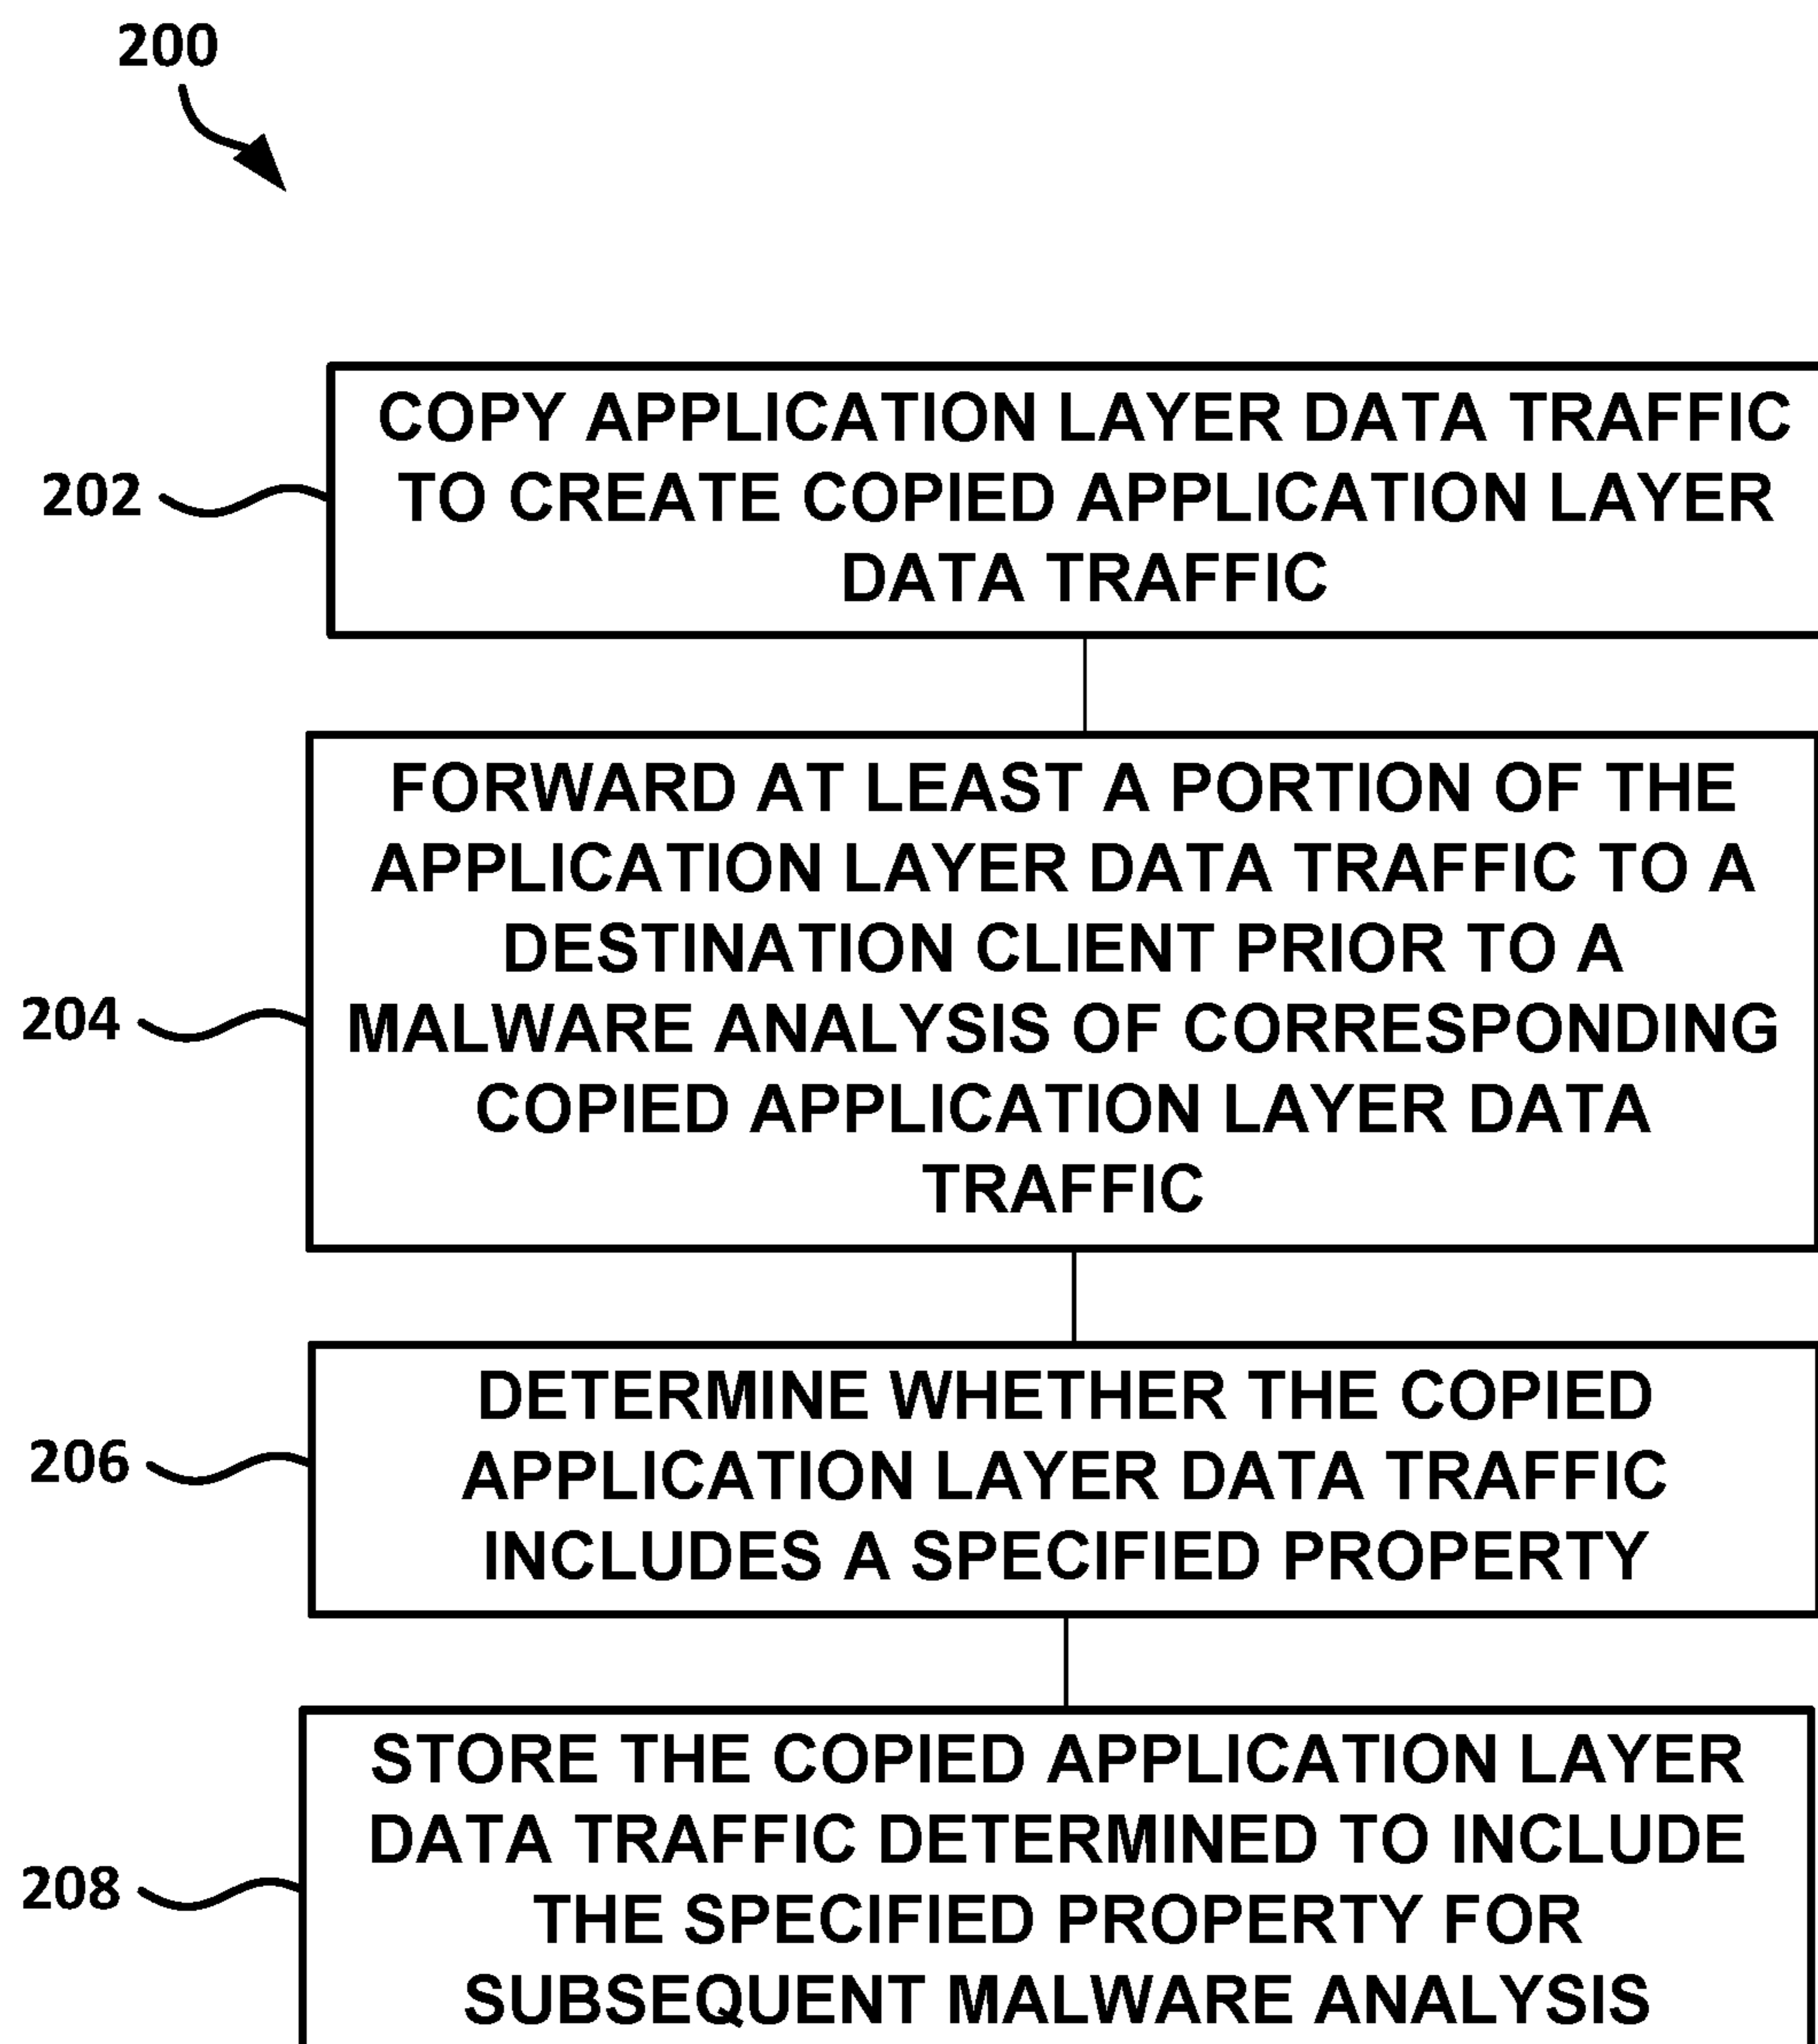 200
COPY APPLICATION LAYER DATA TRAFFIC
TO CREATE COPIED APPLICATION LAYER
DATA TRAFFIC
202
FORWARD AT LEAST A PORTION OF THE
APPLICATION LAYER DATA TRAFFIC TO A
DESTINATION CLIENT PRIOR TO A
MALWARE ANALYSIS OF CORRESPONDING
COPIED APPLICATION LAYER DATA
TRAFFIC
204
DETERMINE WHETHER THE COPIED
APPLICATION LAYER DATA TRAFFIC
INCLUDES A SPECIFIED PROPERTY
206
STORE THE COPIED APPLICATION LAYER
DATA TRAFFIC DETERMINED TO INCLUDE
THE SPECIFIED PROPERTY FOR
SUBSEQUENT MALWARE ANALYSIS
208